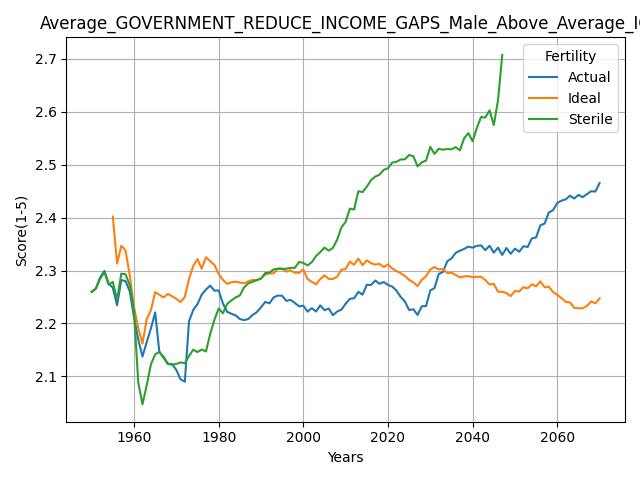 Average_GOVERNMENT_REDUCE_INCOME_GAPS_Male_Above_Average_I
2.7
2.6
2.5
2.4
2.3
2.2
2.1
Score(1-5)
Fertility
Actual
Ideal
Sterile
1960
1980
2000
2020
2040
2060
Years